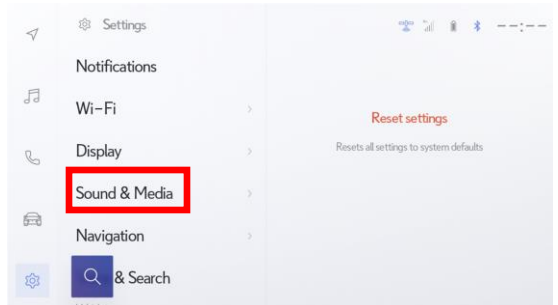 Settings
--:--
Notifications
Wi-Fi
Display
Sound & Media
Navigation
& Search
Reset settings
Resets all settings to system defaults